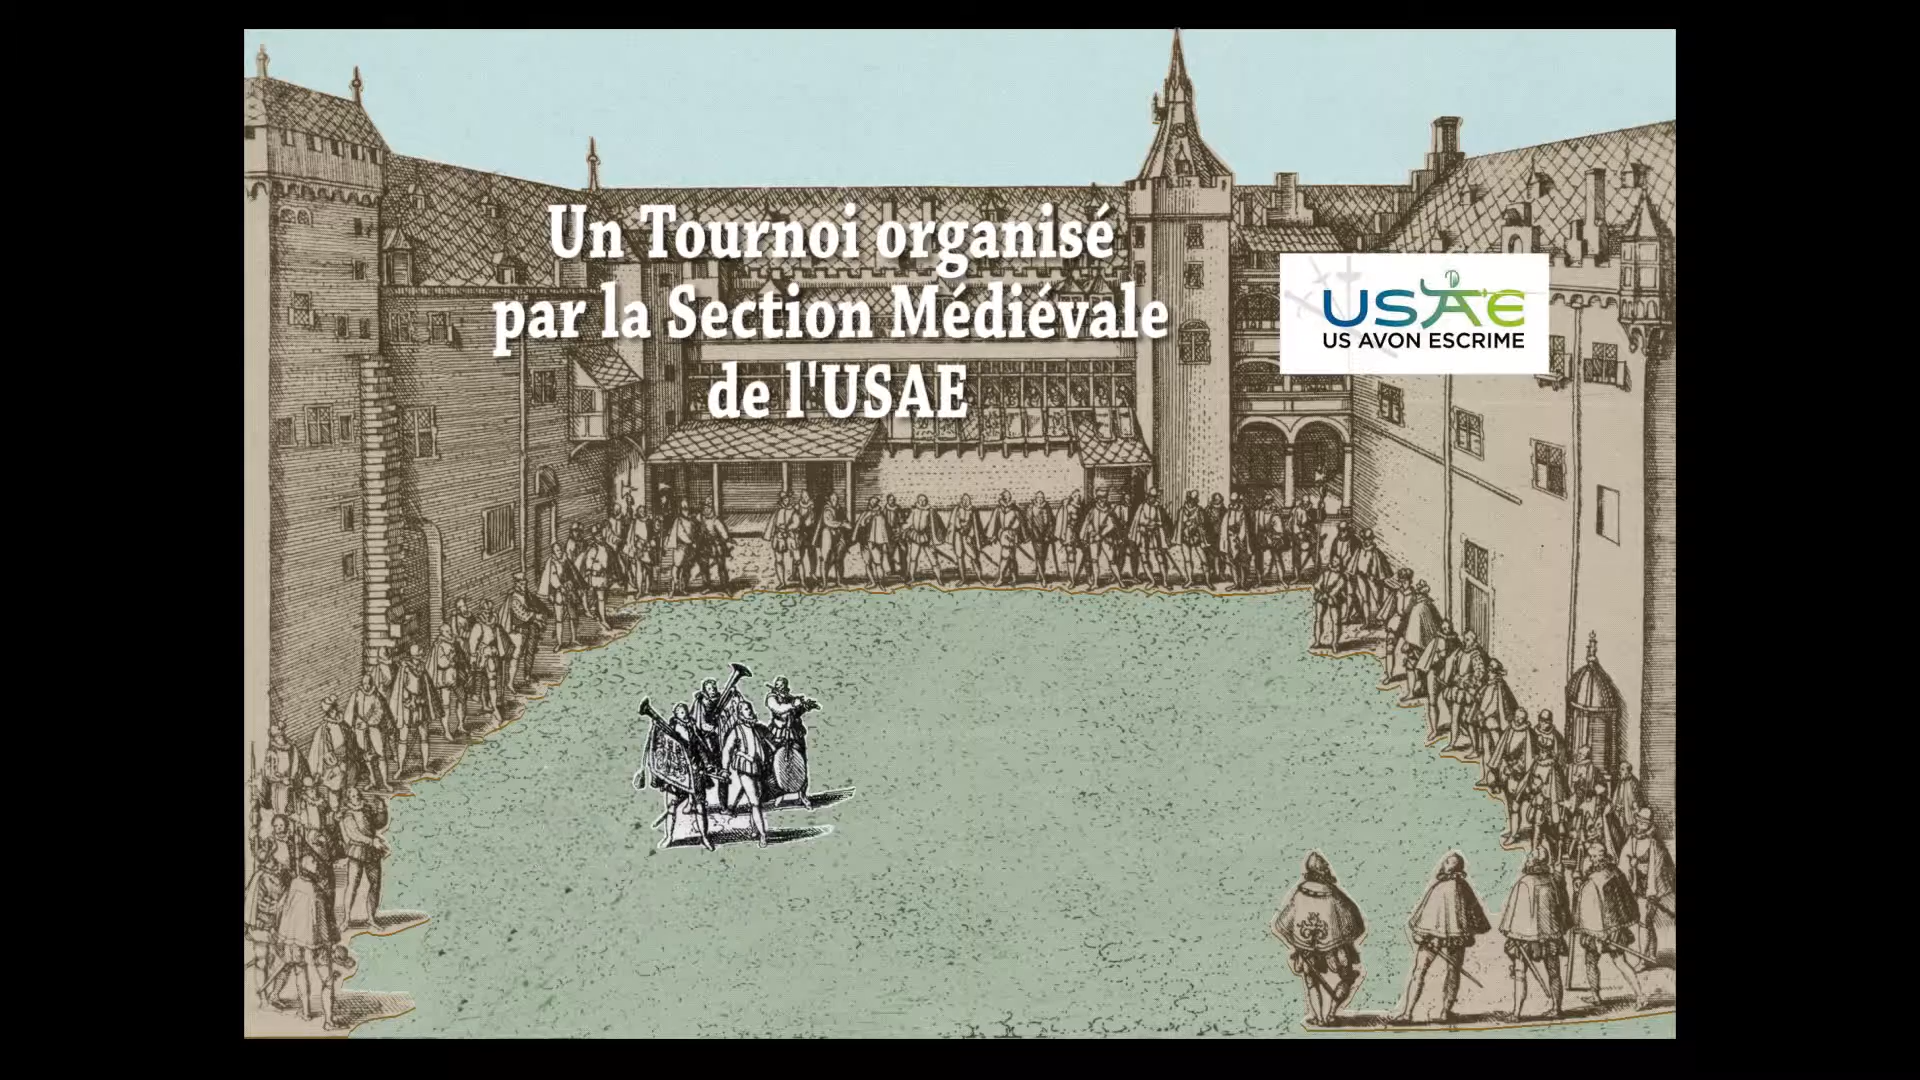 Un Tournoi organisé
par la Section Médiévale
de l'USAE
USAE
US AVON ESCRIME